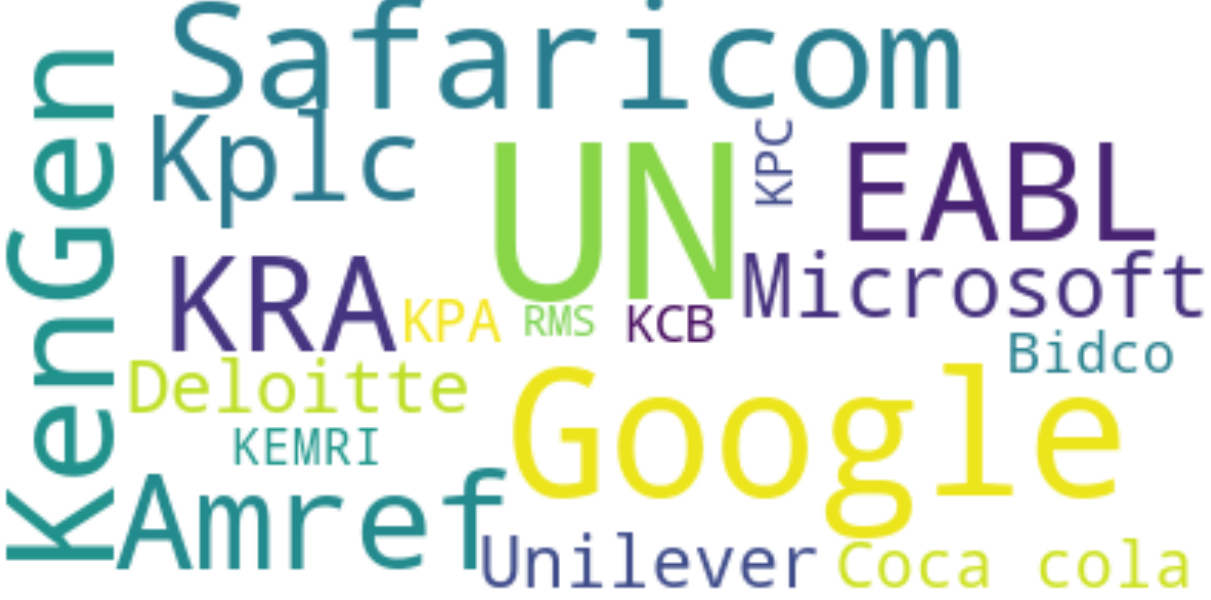 Safaricom
KenGen
Kplc
UN
KPC
EABL
KRA
Microsoft
KPA
RMS
KCB
Bidco
Deloitte
Google
KEMRI
Amref
Unilever
Coca cola